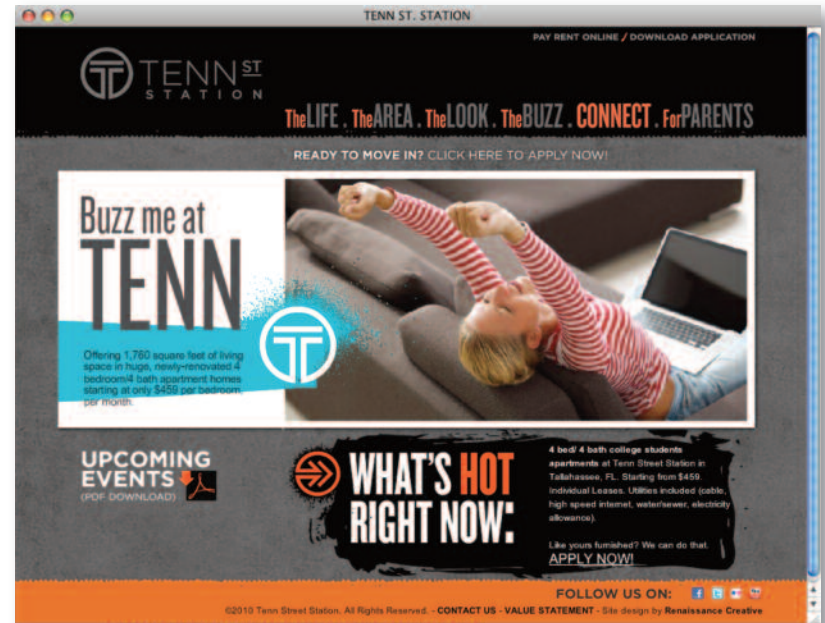 TENN ST. STATION
PAY RENT ONLINE / DOWNLOAD APPLICATION
TENN ST
STATION
TheLIFE . TheAREA . TheLOOK . TheBUZZ . CONNECT . ForPARENTS
READY TO MOVE IN? CLICK HERE TO APPLY NOW!
Buzz me at
TENN
Offering 1,760 square feet of living
space in huge, newly-renovated 4
bedroom/4 bath apartment homes
starting at only $459 per bedroom,
per month.
UPCOMING
EVENTS
(PDF DOWNLOAD)
WHAT'S HOT
RIGHT NOW:
4 bed/ 4 bath college students
apartments at Tenn Street Station in
Tallahassee, FL. Starting from $459.
Individual Leases. Utilities included (cable,
high speed internet, water/sewer, electricity
allowance).
Like yours furnished? We can do that.
APPLY NOW!
FOLLOW US ON:
©2010 Tenn Street Station. All Rights Reserved. - CONTACT US - VALUE STATEMENT - Site design by Renaissance Creative